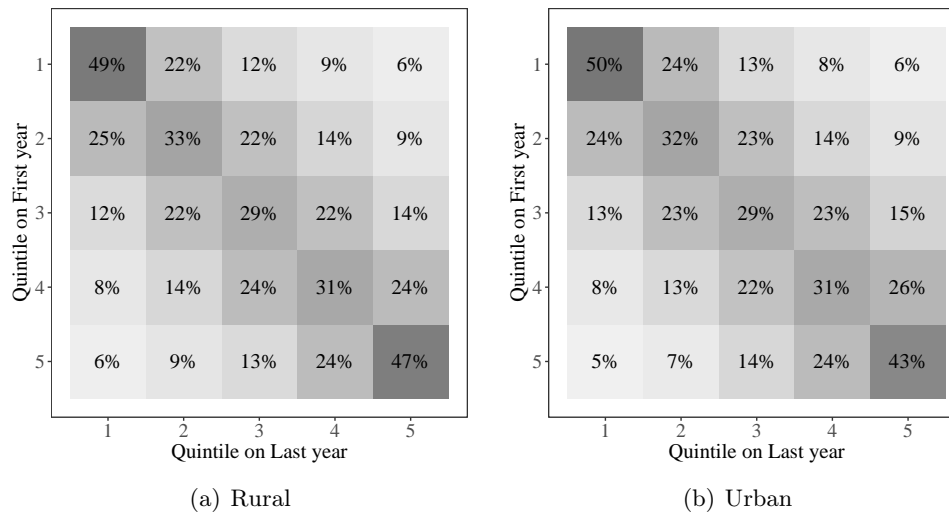 Quintile on First year
1 49% 22% 12% 9% 6%
2 25% 33% 22% 14% 9%
3 12% 22% 29% 22% 14%
4 8% 14% 24% 31% 24%
5 6% 9% 13% 24% 47%
1 2 3 4 5
Quintile on Last year
(a) Rural
Quintile on First year
1 50% 24% 13% 8% 6%
2 24% 32% 23% 14% 9%
3 13% 23% 29% 23% 15%
4 8% 13% 22% 31% 26%
5 5% 7% 14% 24% 43%
1 2 3 4 5
Quintile on Last year
(b) Urban